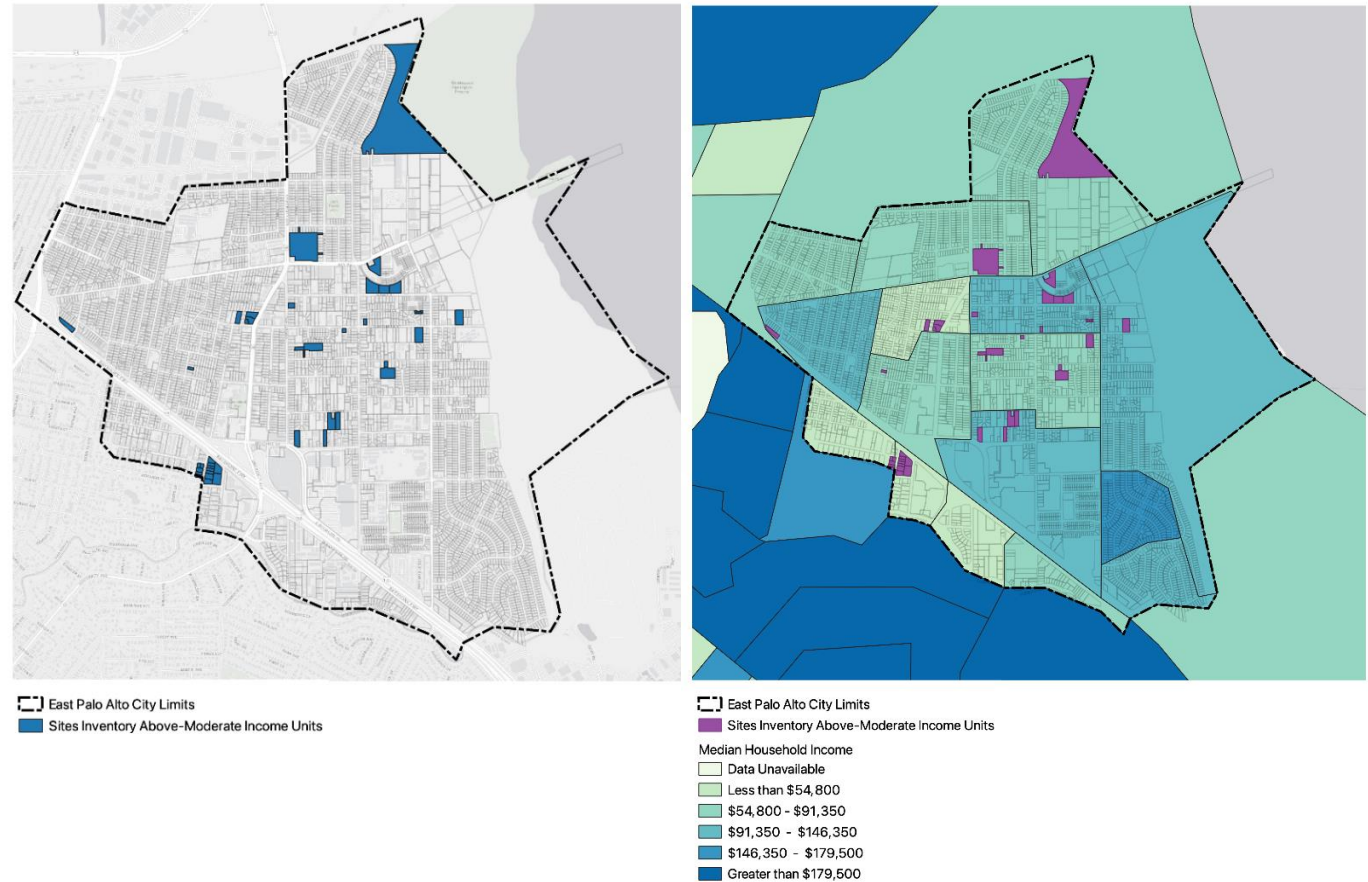 East Palo Alto City Limits
Sites Inventory Above-Moderate Income Units
East Palo Alto City Limits
Sites Inventory Above-Moderate Income Units
Median Household Income
Data Unavailable
Less than $54,800
$54,800 - $91,350
$91,350 - $146,350
$146,350 - $179,500
Greater than $179,500